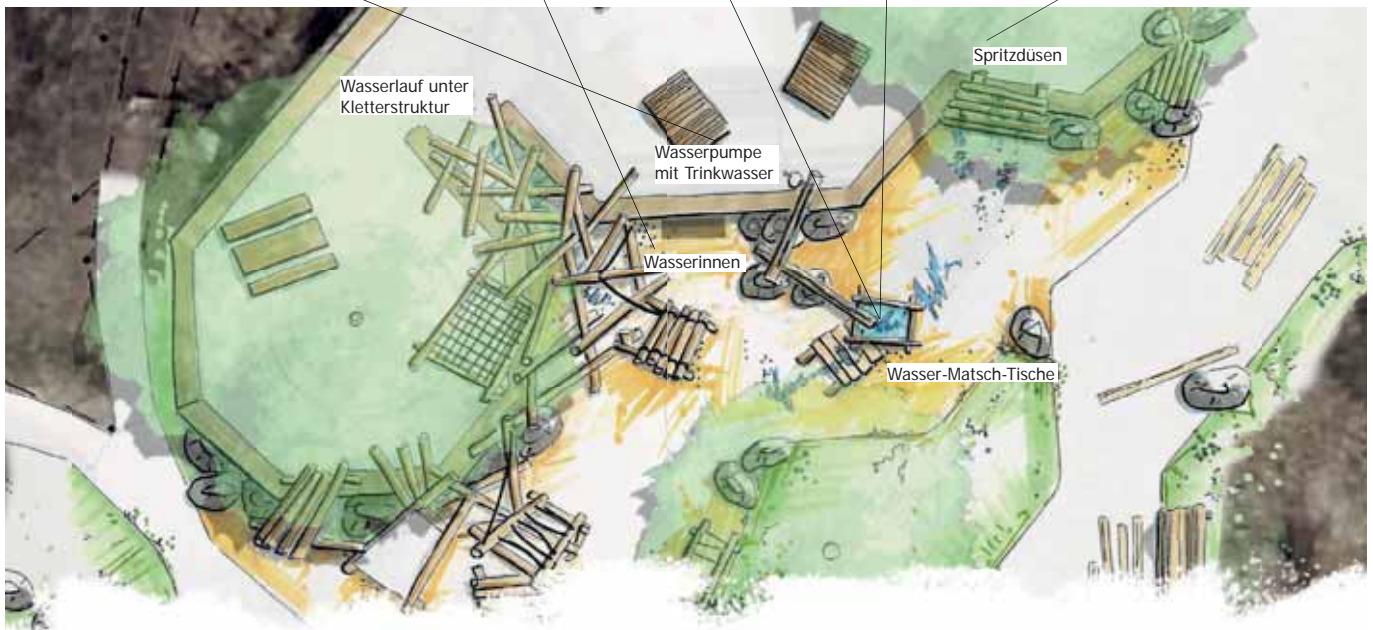 Spritzdüsen
Wasserlauf unter
Kletterstruktur
Wasserpumpe
mit Trinkwasser
Wasserinnen
Wasser-Matsch-Tische